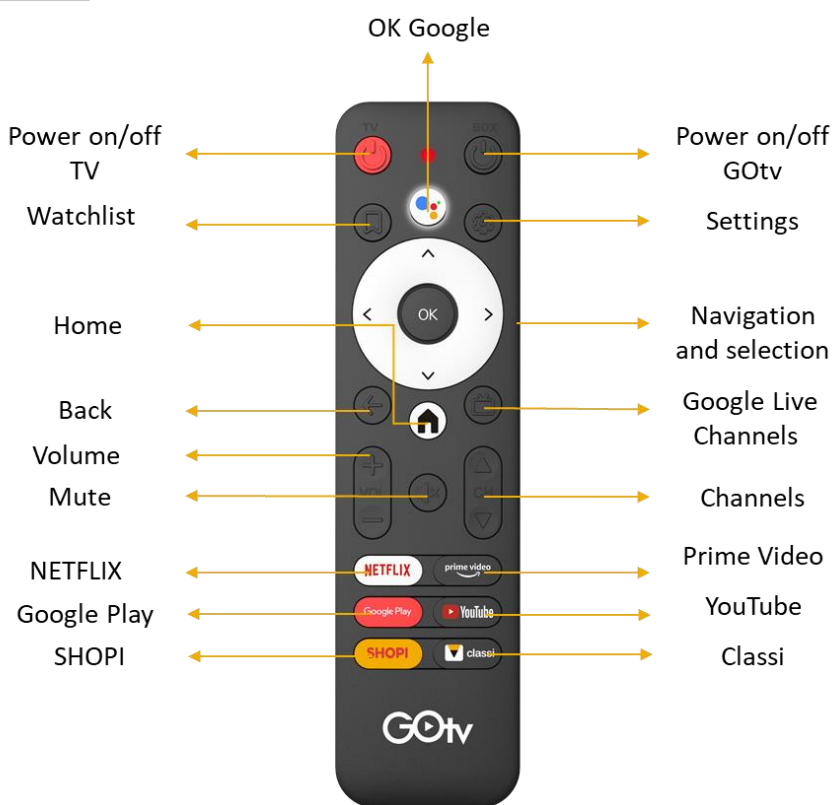 OK Google
Power on/off
TV
Power on/off
GOtv
TV
BOX
Watchlist
Settings
Home
OK
Navigation
and selection
Back
Google Live
Channels
Volume
Mute
VOL
CH
Channels
NETFLIX
NETFLIX
prime video
Prime Video
Google Play
Google Play
YouTube
YouTube
SHOPI
SHOPI
classi
Classi
GOtv